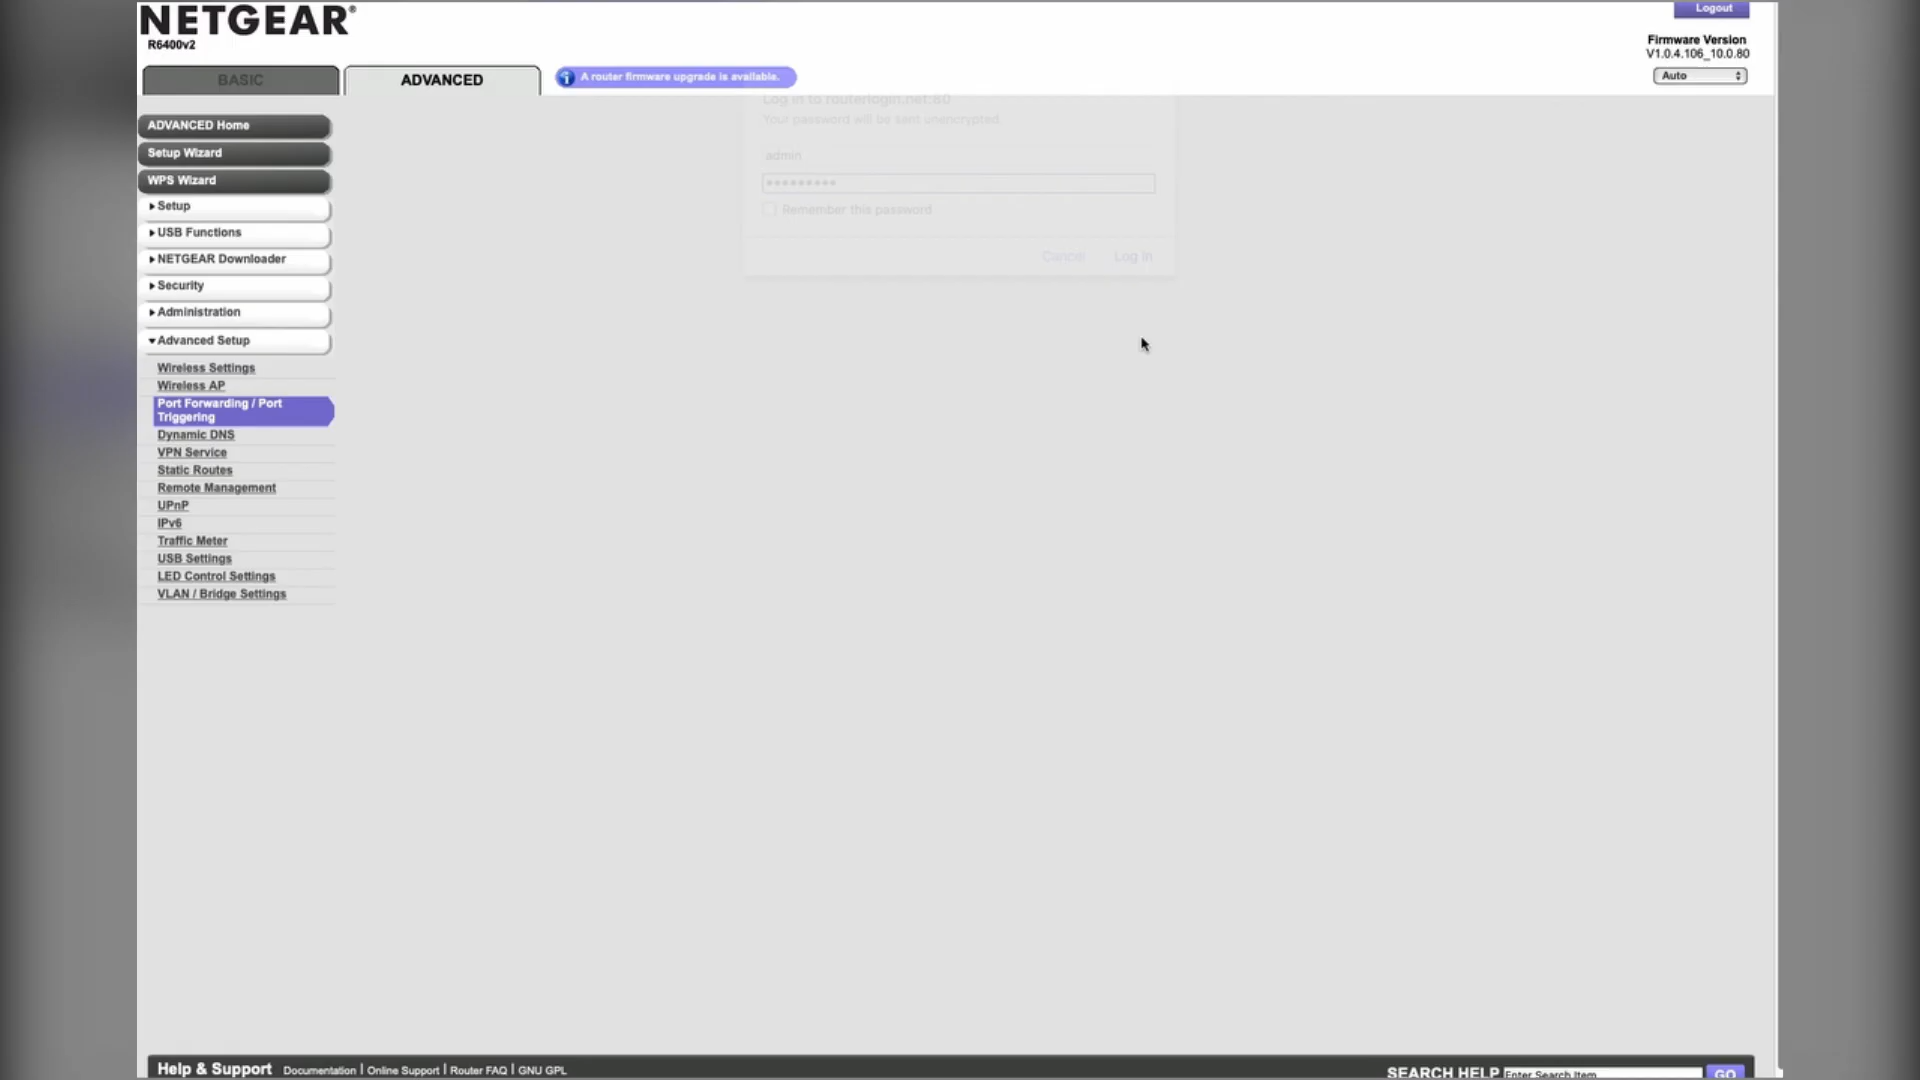 NETGEAR®
R6400v2
Logout
Firmware Version
V1.0.4.106_10.0.80
Auto
BASIC
ADVANCED
A router firmware upgrade is available.
Log in to routerlogin.net:80
Your password will be sent unencrypted
admin
Remember this password
Cancel
Log In
ADVANCED Home
Setup Wizard
WPS Wizard
Setup
USB Functions
NETGEAR Downloader
Security
Administration
Advanced Setup
Wireless Settings
Wireless AP
Port Forwarding / Port
Triggering
Dynamic DNS
VPN Service
Static Routes
Remote Management
UPnP
IPv6
Traffic Meter
USB Settings
LED Control Settings
VLAN / Bridge Settings
Help & Support Documentation | Online Support | Router FAQ | GNU GPL
SEARCH HELP Enter Search Item GO